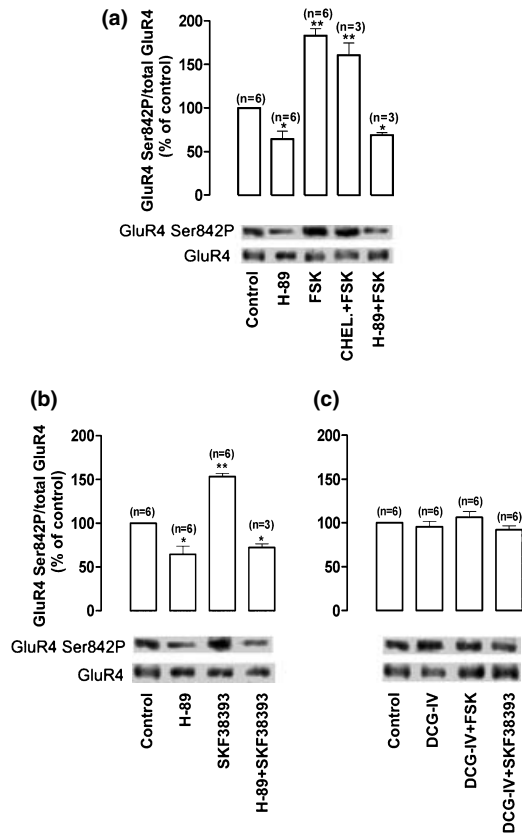 (a)
GluR4 Ser842P/total GluR4
(% of control)
200
150
100
50
0
(n=6)
(n=6)
*
(n=6)
**
(n=3)
**
(n=3)
*
GluR4 Ser842P
GluR4
Control
H-89
FSK
CHEL.+FSK
H-89+FSK
(b)
GluR4 Ser842P/total GluR4
(% of control)
200
150
100
50
0
(n=6)
(n=6)
*
(n=6)
**
(n=3)
*
GluR4 Ser842P
GluR4
Control
H-89
SKF38393
H-89+SKF38393
(c)
200
150
100
50
0
(n=6)
(n=6)
(n=6)
(n=6)
Control
DCG-IV
DCG-IV+FSK
DCG-IV+SKF38393